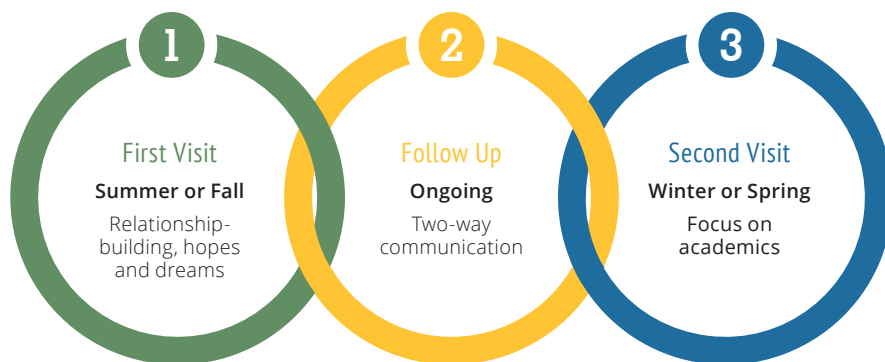 1
First Visit
Summer or Fall
Relationship-
building, hopes
and dreams
2
Follow Up
Ongoing
Two-way
communication
3
Second Visit
Winter or Spring
Focus on
academics